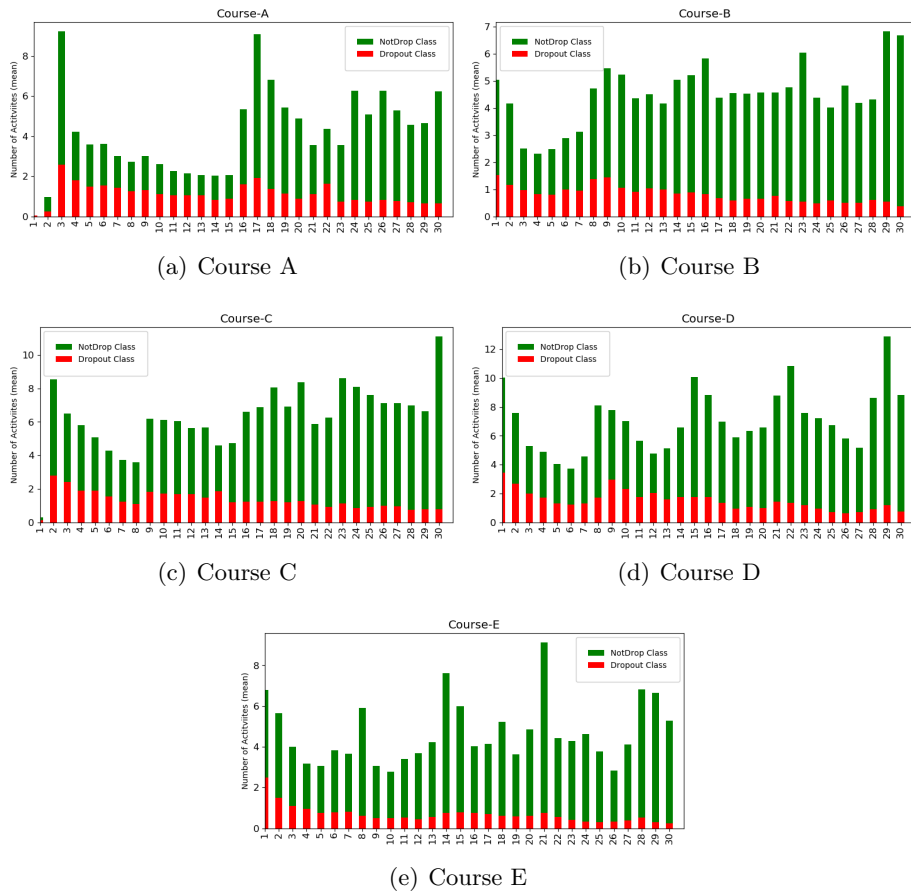 Course-A
Number of Actitviites (mean)
NotDrop Class
Dropout Class
0 2 4 6 8
1 2 3 4 5 6 7 8 9 10 11 12 13 14 15 16 17 18 19 20 21 22 23 24 25 26 27 28 29 30
(a) Course A
Course-B
Number of Actitviites (mean)
NotDrop Class
Dropout Class
0 1 2 3 4 5 6 7
1 2 3 4 5 6 7 8 9 10 11 12 13 14 15 16 17 18 19 20 21 22 23 24 25 26 27 28 29 30
(b) Course B
Course-C
Number of Actitviites (mean)
NotDrop Class
Dropout Class
0 2 4 6 8 10
1 2 3 4 5 6 7 8 9 10 11 12 13 14 15 16 17 18 19 20 21 22 23 24 25 26 27 28 29 30
(c) Course C
Course-D
Number of Actitviites (mean)
NotDrop Class
Dropout Class
0 2 4 6 8 10 12
1 2 3 4 5 6 7 8 9 10 11 12 13 14 15 16 17 18 19 20 21 22 23 24 25 26 27 28 29 30
(d) Course D
Course-E
Number of Actitviites (mean)
NotDrop Class
Dropout Class
0 2 4 6 8
1 2 3 4 5 6 7 8 9 10 11 12 13 14 15 16 17 18 19 20 21 22 23 24 25 26 27 28 29 30
(e) Course E